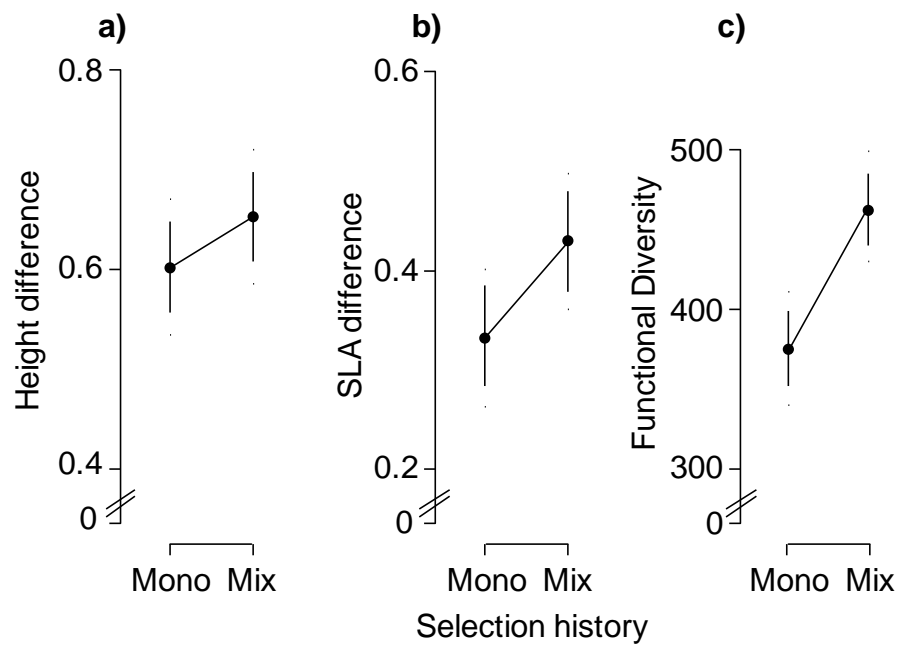 a)
0.8
0.6
0.4
0
Height difference
Mono Mix
b)
0.6
0.4
0.2
0
SLA difference
Mono Mix
c)
500
400
300
0
Functional Diversity
Mono Mix
Selection history